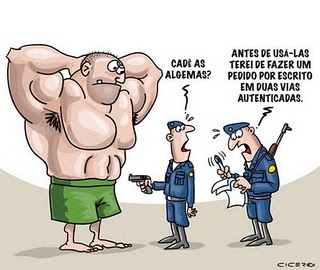 CADÊ AS
ALGEMAS?
ANTES DE USÁ-LAS
TEREI DE FAZER UM
PEDIDO POR ESCRITO
EM DUAS VIAS
AUTENTICADAS.
CICERO